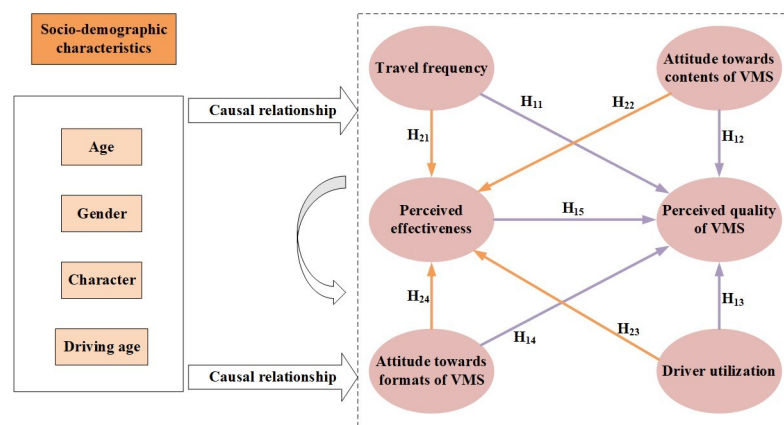 Socio-demographic
characteristics
Age
Gender
Character
Driving age
Causal relationship
Causal relationship
Travel frequency
Attitude towards
contents of VMS
H11
H22
H21
H12
Perceived
effectiveness
H15
Perceived quality
of VMS
H24
H14
H23
H13
Attitude towards
formats of VMS
Driver utilization